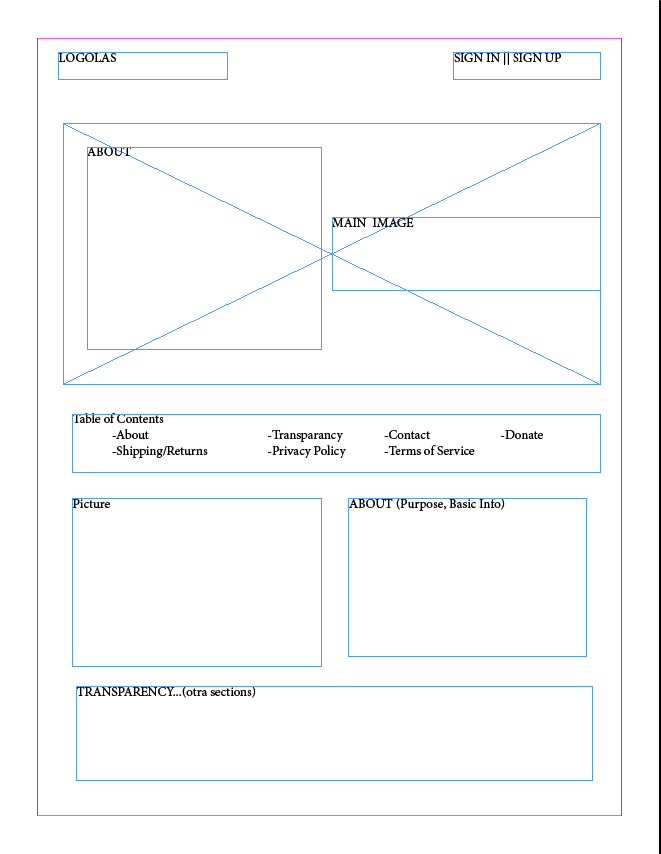 LOGOLAS
SIGN IN || SIGN UP
ABOUT
MAIN IMAGE
Table of Contents
-About -Transparancy -Contact -Donate
-Shipping/Returns -Privacy Policy -Terms of Service
Picture
ABOUT (Purpose, Basic Info)
TRANSPARENCY...(otra sections)